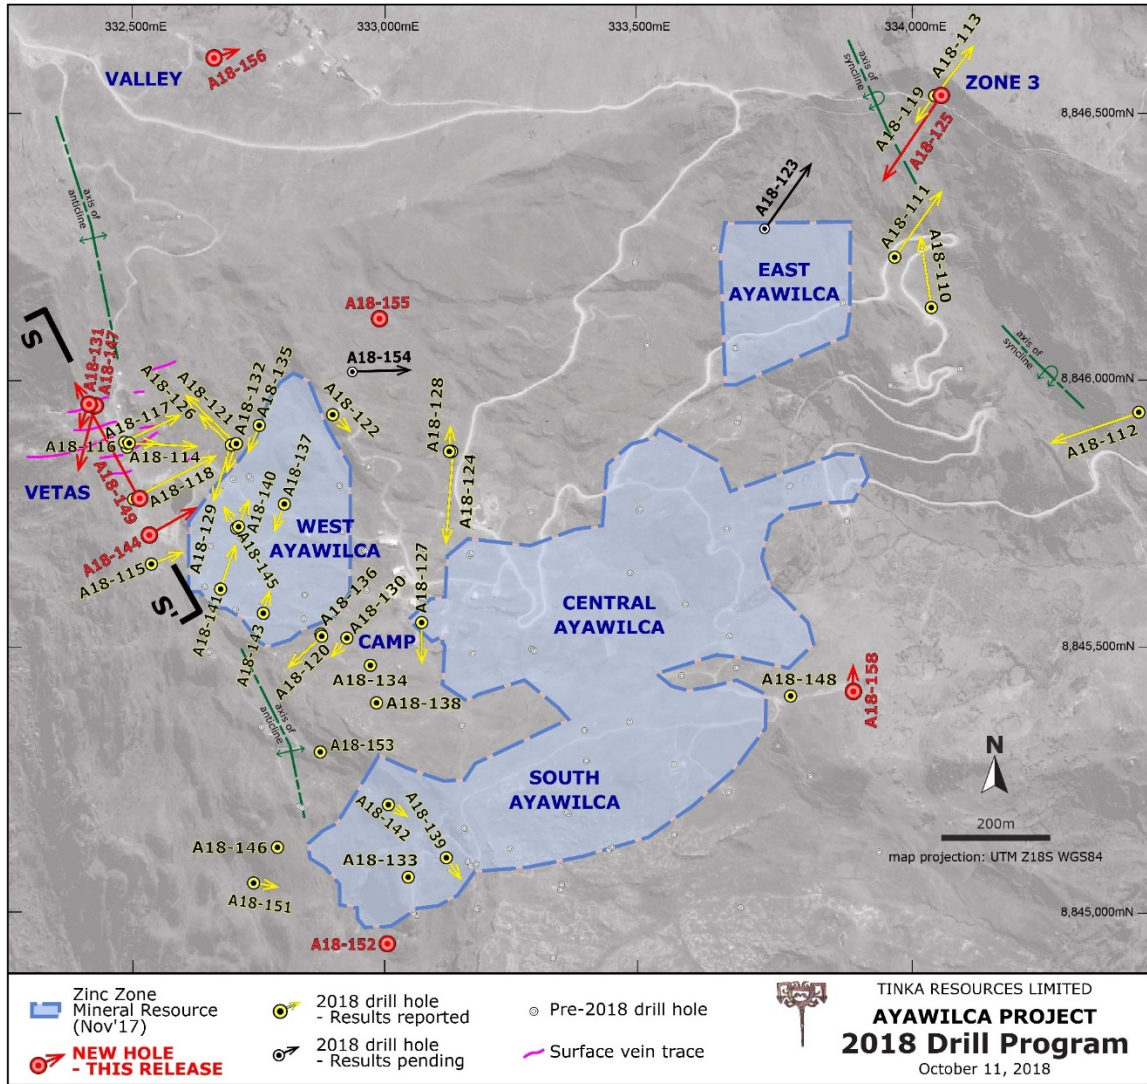 332,500mE
333,000mE
333,500mE
334,000mE
VALLEY
A18-156
A18-113
ZONE 3
A18-119
A18-125
axis of
syncline
8,846,500mN
axis of
anticline
A18-123
A18-111
A18-110
EAST
AYAWILCA
A18-155
A18-154
S
A18-131
A18-147
A18-135
A18-132
A18-121
A18-126
A18-117
A18-116
A18-114
A18-118
A18-122
A18-128
A18-124
axis of
syncline
8,846,000mN
A18-112
VETAS
A18-149
A18-144
A18-115
S'
A18-129
A18-140
A18-137
WEST
AYAWILCA
A18-145
A18-141
A18-143
A18-136
A18-130
A18-120
A18-127
CAMP
A18-134
A18-138
CENTRAL
AYAWILCA
8,845,500mN
A18-148
A18-158
axis of
anticline
A18-153
SOUTH
AYAWILCA
A18-142
A18-139
A18-146
A18-133
A18-151
A18-152
N
200m
map projection: UTM Z18S WGS84
8,845,000mN
Zinc Zone
Mineral Resource
(Nov'17)
NEW HOLE
- THIS RELEASE
2018 drill hole
- Results reported
2018 drill hole
- Results pending
Pre-2018 drill hole
Surface vein trace
TINKA RESOURCES LIMITED
AYAWILCA PROJECT
2018 Drill Program
October 11, 2018